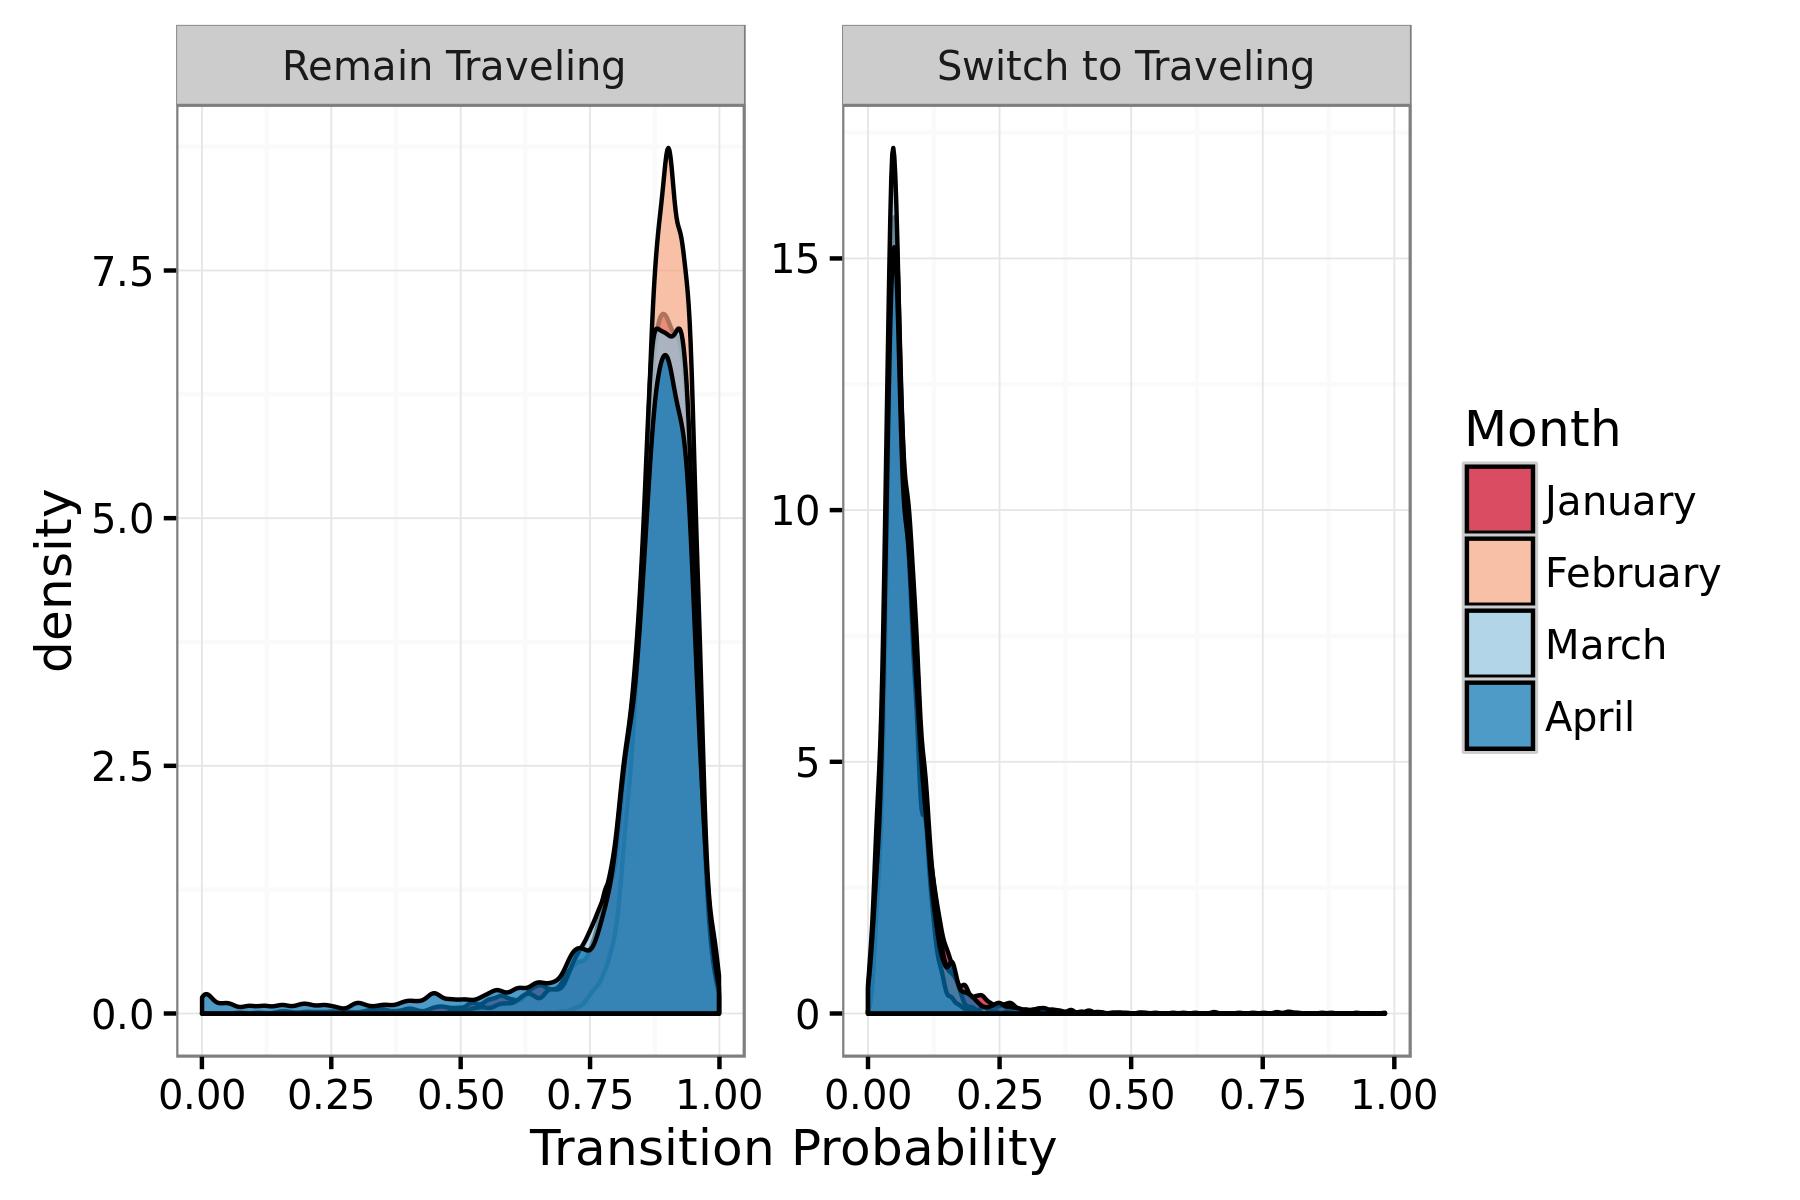 Remain Traveling
Switch to Traveling
density
7.5
5.0
2.5
0.0
15
10
5
0
0.00 0.25 0.50 0.75 1.00
0.00 0.25 0.50 0.75 1.00
Transition Probability
Month
January
February
March
April